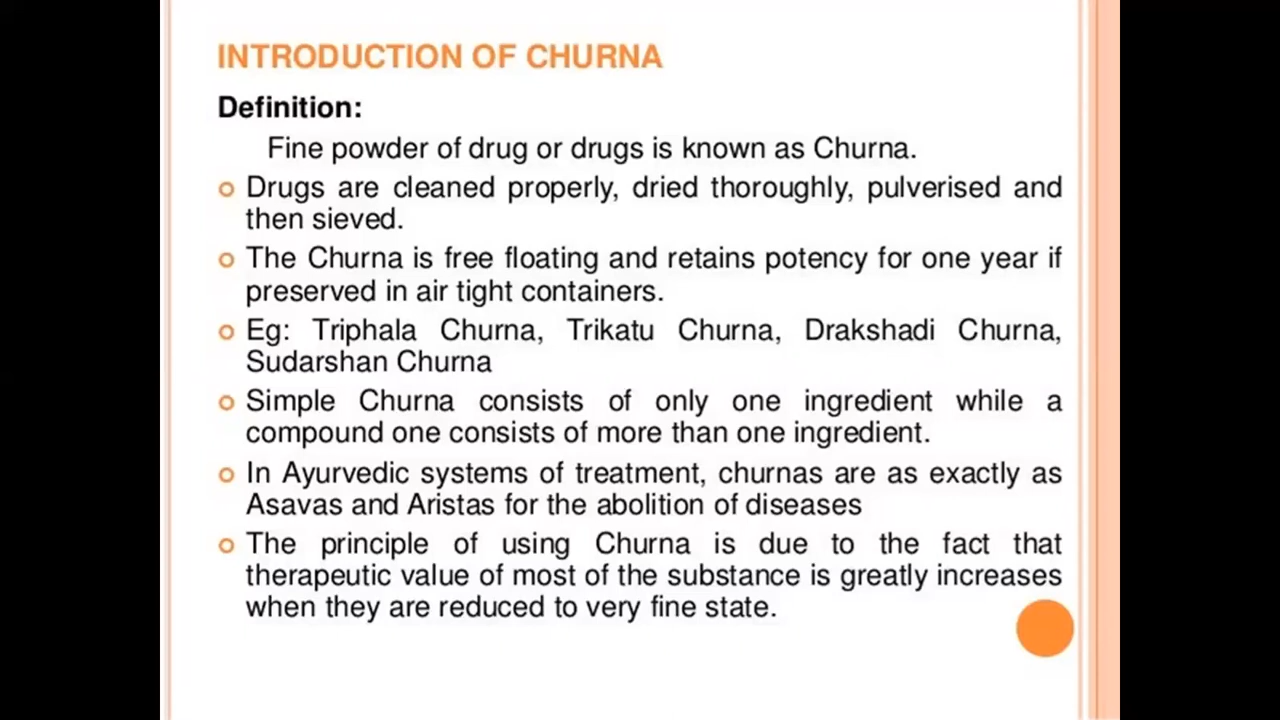 INTRODUCTION OF CHURNA
Definition:
Fine powder of drug or drugs is known as Churna.
Drugs are cleaned properly, dried thoroughly, pulverised and
then sieved.
The Churna is free floating and retains potency for one year if
preserved in air tight containers.
Eg: Triphala Churna, Trikatu Churna, Drakshadi Churna,
Sudarshan Churna
Simple Churna consists of only one ingredient while a
compound one consists of more than one ingredient.
In Ayurvedic systems of treatment, churnas are as exactly as
Asavas and Aristas for the abolition of diseases
The principle of using Churna is due to the fact that
therapeutic value of most of the substance is greatly increases
when they are reduced to very fine state.